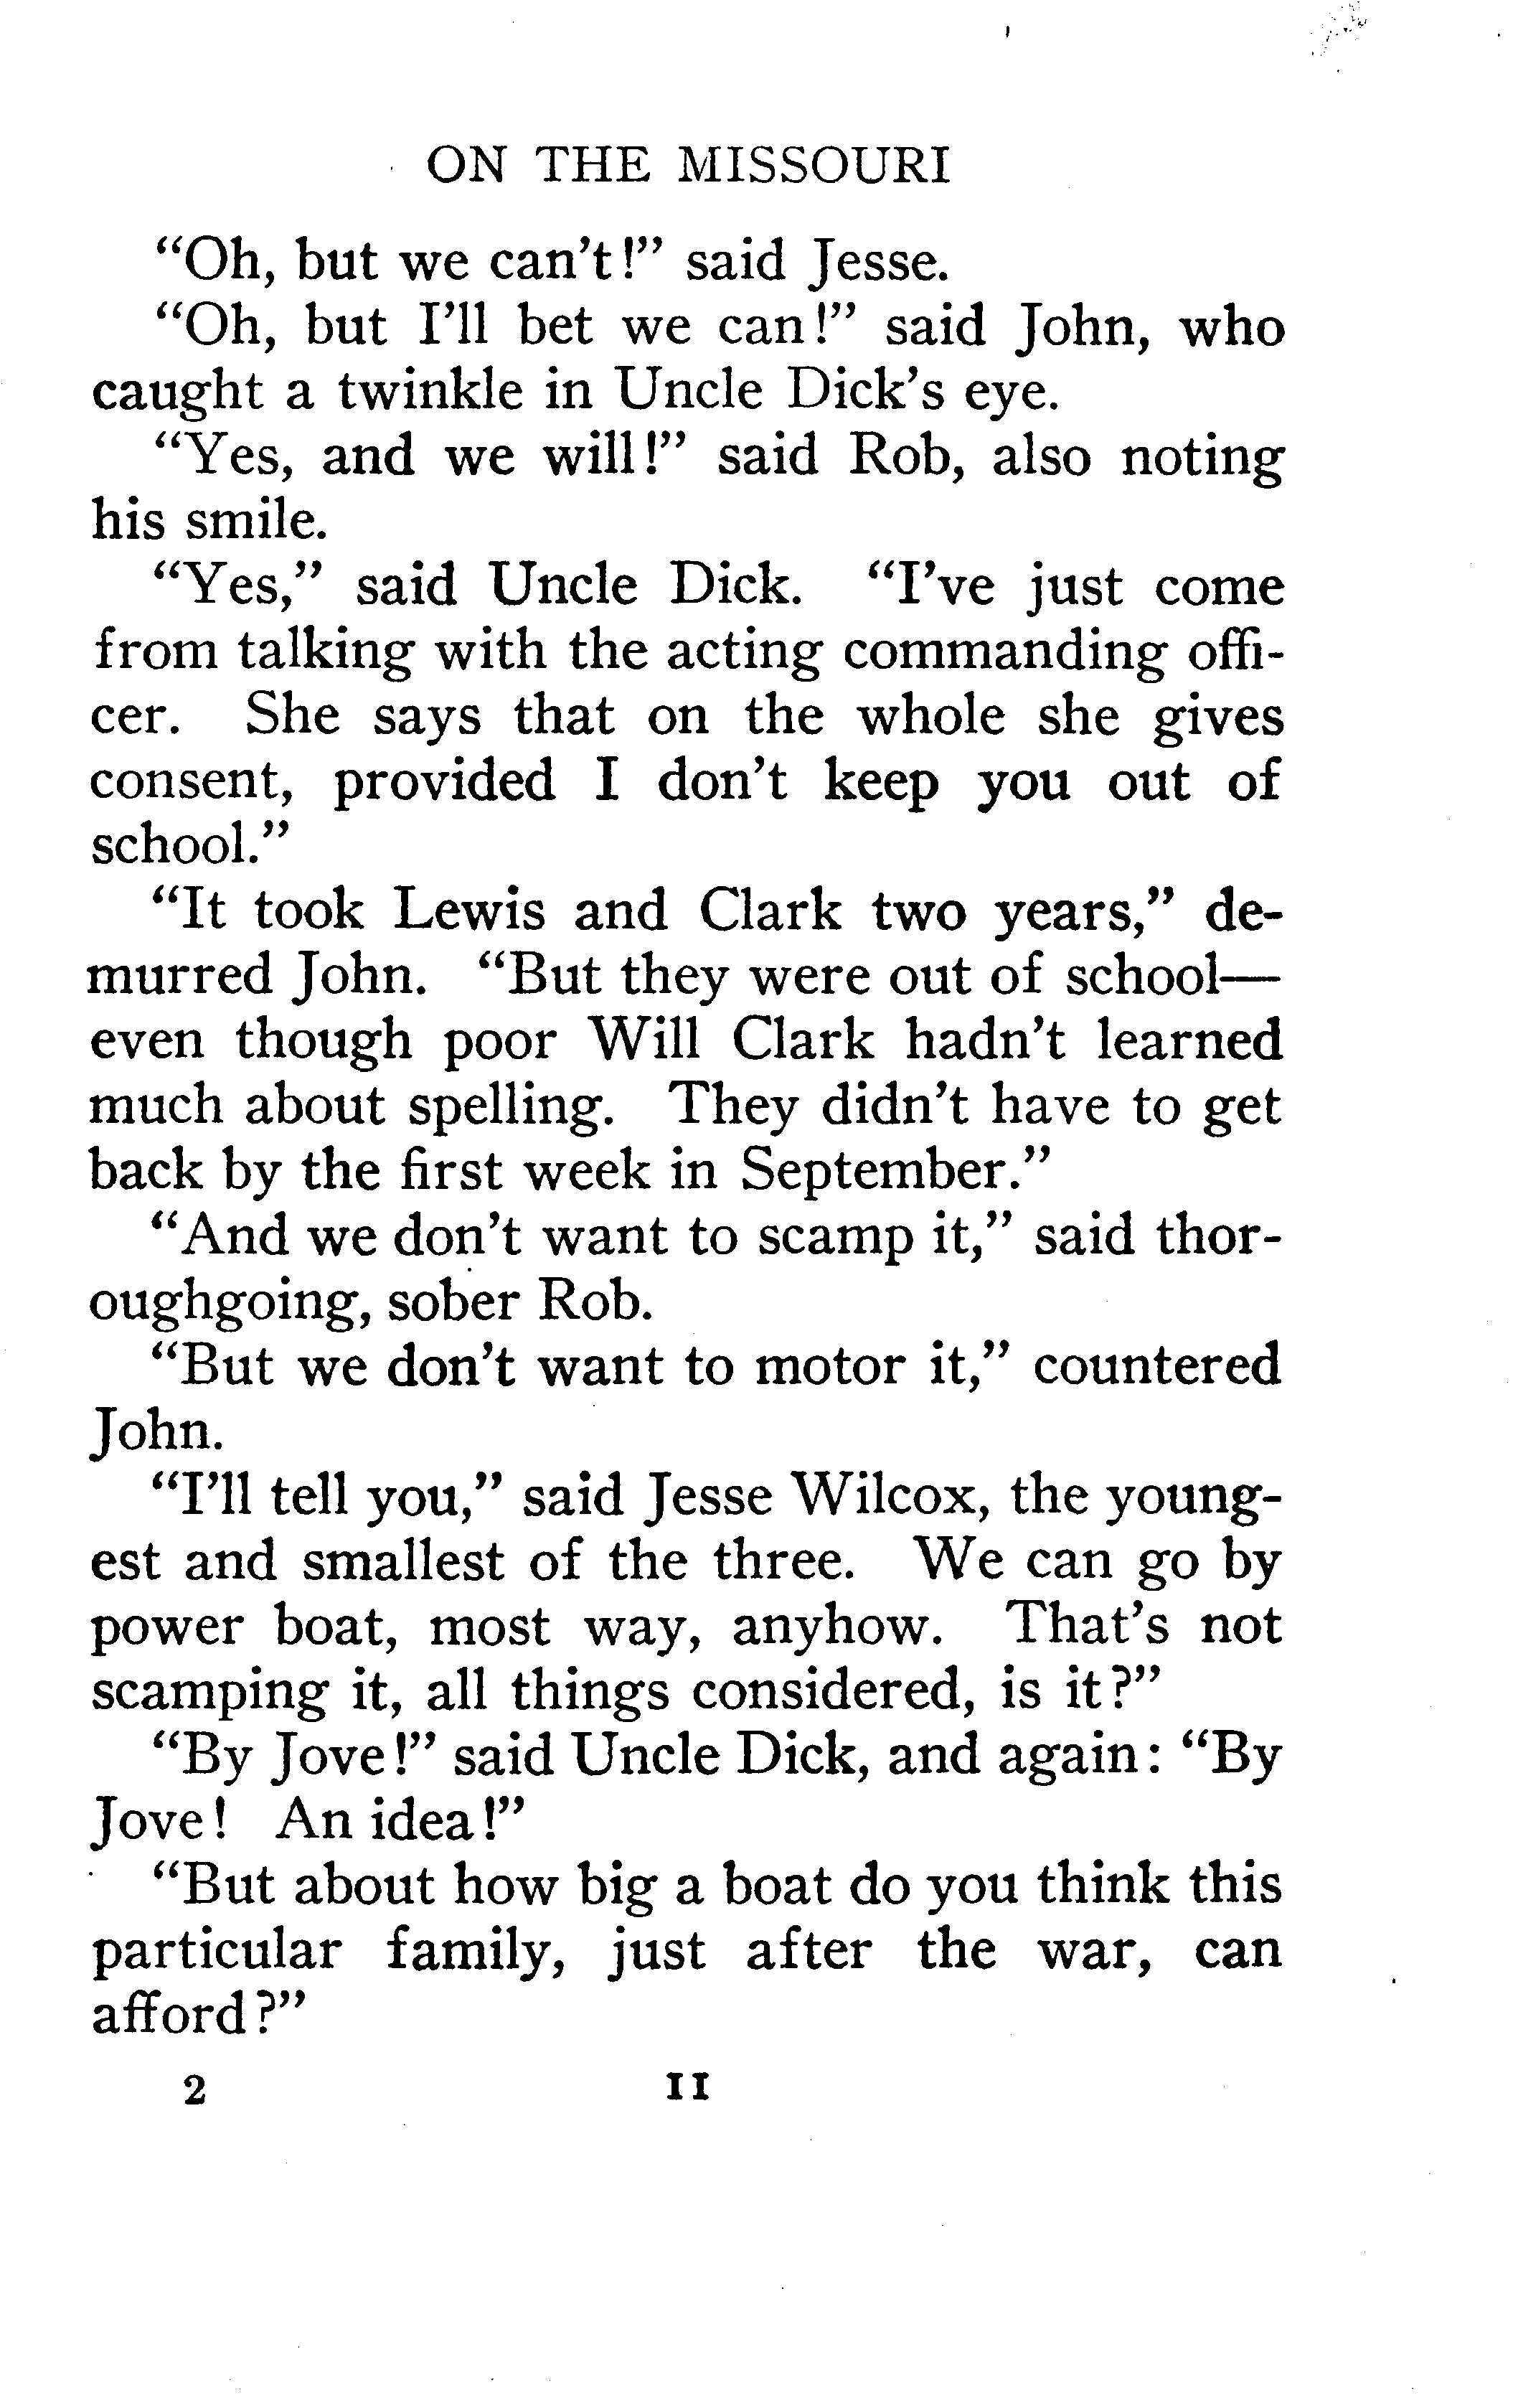 ON THE MISSOURI
“Oh, but we can't!” said Jesse.
“Oh, but I'll bet we can!” said John, who
caught a twinkle in Uncle Dick's eye.
“Yes, and we will!” said Rob, also noting
his smile.
“Yes,” said Uncle Dick. “I've just come
from talking with the acting commanding offi-
cer. She says that on the whole she gives
consent, provided I don't keep you out of
school.”
“It took Lewis and Clark two years,” de-
murred John. “But they were out of school—
even though poor Will Clark hadn't learned
much about spelling. They didn't have to get
back by the first week in September.”
“And we don't want to scamp it,” said thor-
oughgoing, sober Rob.
“But we don't want to motor it,” countered
John.
“I'll tell you,” said Jesse Wilcox, the young-
est and smallest of the three. We can go by
power boat, most way, anyhow. That's not
scamping it, all things considered, is it?”
“By Jove!” said Uncle Dick, and again: “By
Jove! An idea!”
“But about how big a boat do you think this
particular family, just after the war, can
afford?”
2 11